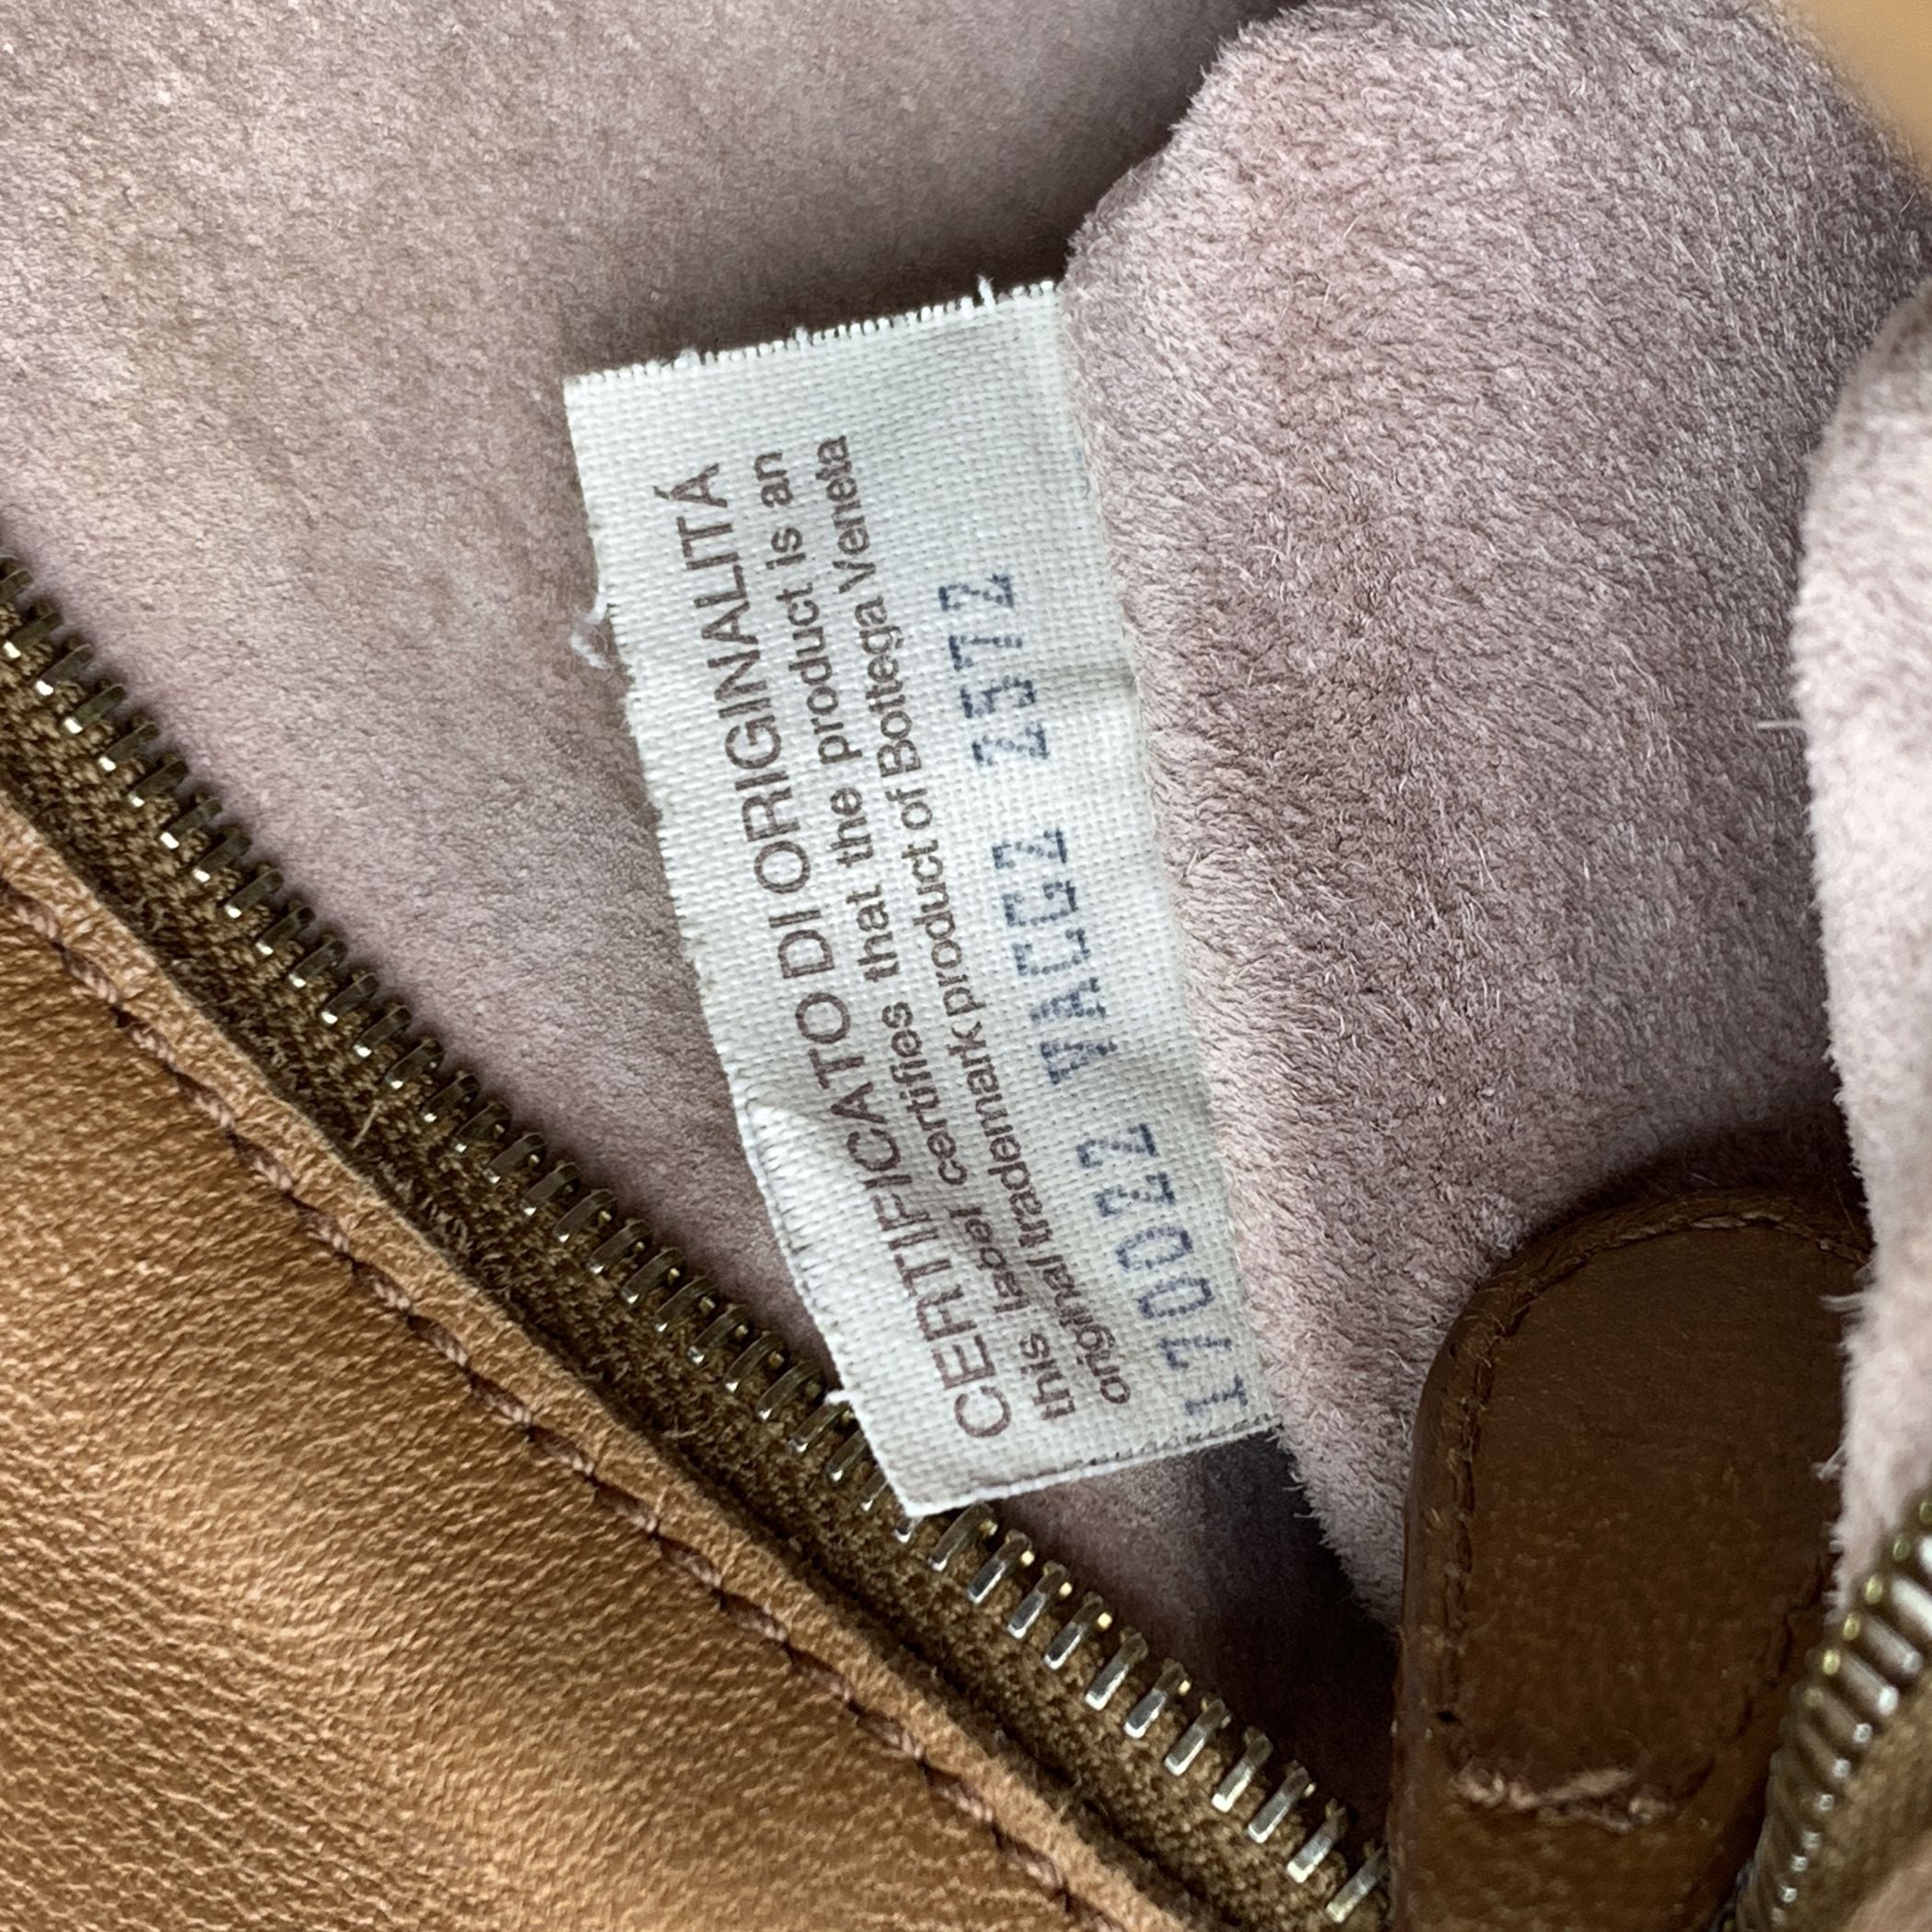 CERTIFICATO DI ORIGINALITÁ
this label certifies that the product is an
original trademark product of Bottega Veneta
170022 VACC2 2572